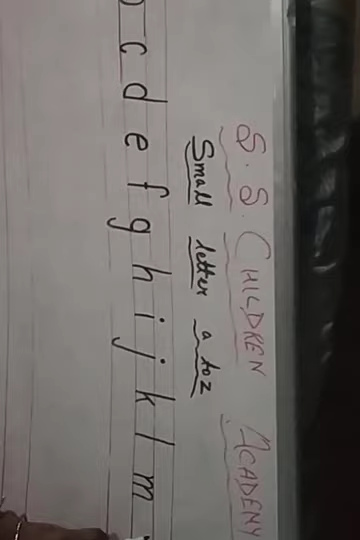 S. S. CHILDREN ACADEMY
Small letter a to z
c d e f g h i j k l m